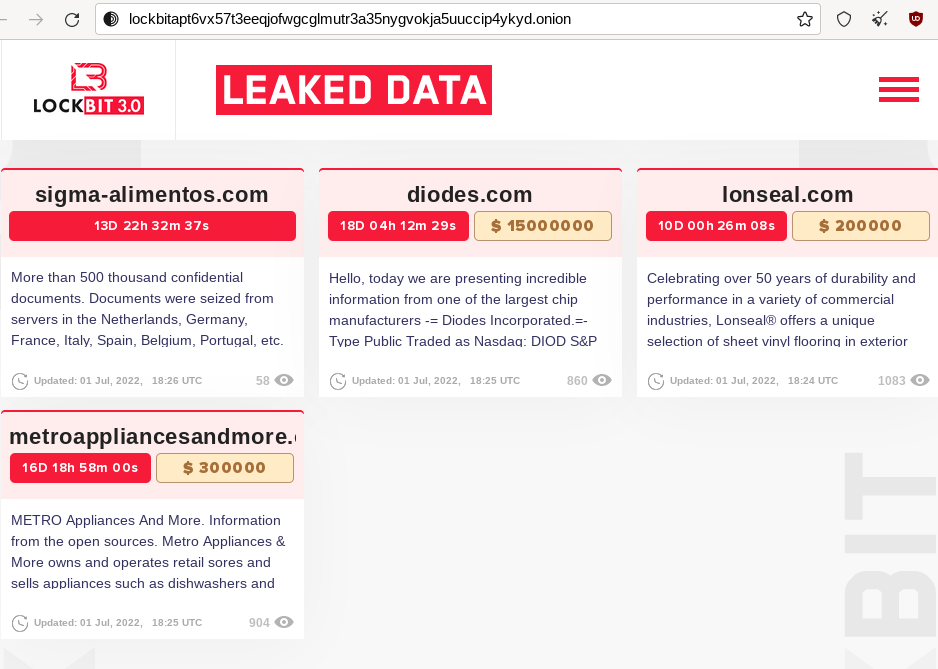 lockbitapt6vx57t3eeqjofwgcglmutr3a35nygvokja5uuccip4ykyd.onion
LOCKBIT 3.0
LEAKED DATA
sigma-alimentos.com
13D 22h 32m 37s
More than 500 thousand confidential
documents. Documents were seized from
servers in the Netherlands, Germany,
France, Italy, Spain, Belgium, Portugal, etc.
Updated: 01 Jul, 2022, 18:26 UTC
58
diodes.com
18D 04h 12m 29s
$ 15000000
Hello, today we are presenting incredible
information from one of the largest chip
manufacturers -= Diodes Incorporated.=-
Type Public Traded as Nasdaq: DIOD S&P
Updated: 01 Jul, 2022, 18:25 UTC
860
lonseal.com
10D 00h 26m 08s
$ 200000
Celebrating over 50 years of durability and
performance in a variety of commercial
industries, Lonseal® offers a unique
selection of sheet vinyl flooring in exterior
Updated: 01 Jul, 2022, 18:24 UTC
1083
metroappliancesandmore.
16D 18h 58m 00s
$ 300000
METRO Appliances And More. Information
from the open sources. Metro Appliances &
More owns and operates retail sores and
sells appliances such as dishwashers and
Updated: 01 Jul, 2022, 18:25 UTC
904
KBIT